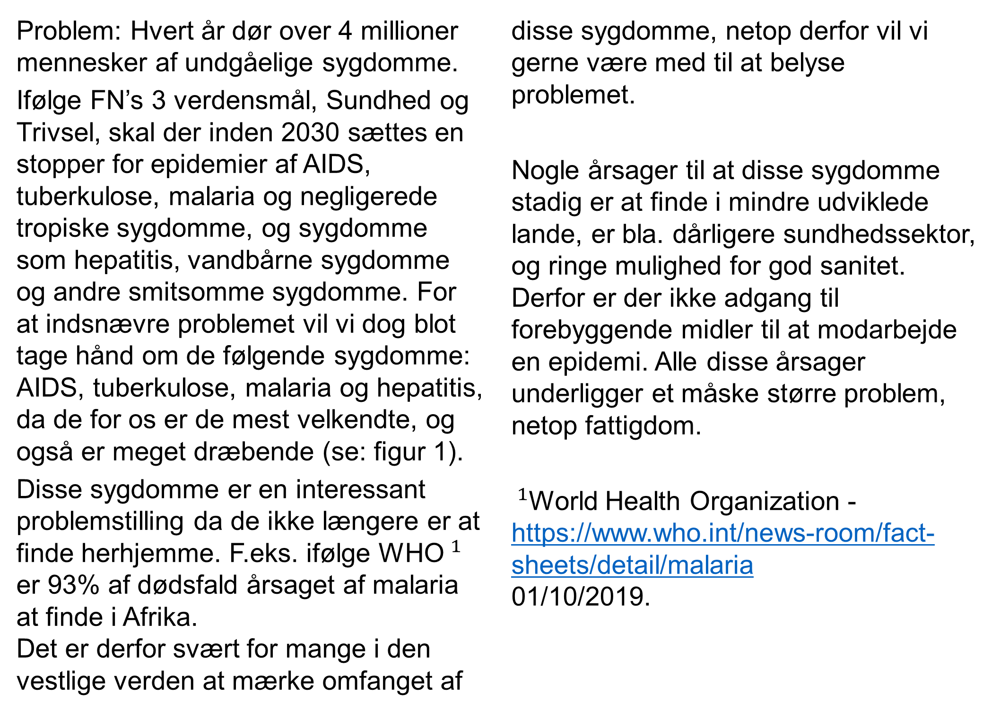 Problem: Hvert år dør over 4 millioner
mennesker af undgåelige sygdomme.
Ifølge FN’s 3 verdensmål, Sundhed og
Trivsel, skal der inden 2030 sættes en
stopper for epidemier af AIDS,
tuberkulose, malaria og negligerede
tropiske sygdomme, og sygdomme
som hepatitis, vandbårne sygdomme
og andre smitsomme sygdomme. For
at indsnævre problemet vil vi dog blot
tage hånd om de følgende sygdomme:
AIDS, tuberkulose, malaria og hepatitis,
da de for os er de mest velkendte, og
også er meget dræbende (se: figur 1).
Disse sygdomme er en interessant
problemstilling da de ikke længere er at
finde herhjemme. F.eks. ifølge WHO ¹
er 93% af dødsfald årsaget af malaria
at finde i Afrika.
Det er derfor svært for mange i den
vestlige verden at mærke omfanget af
disse sygdomme, netop derfor vil vi
gerne være med til at belyse
problemet.
Nogle årsager til at disse sygdomme
stadig er at finde i mindre udviklede
lande, er bla. dårligere sundhedssektor,
og ringe mulighed for god sanitet.
Derfor er der ikke adgang til
forebyggende midler til at modarbejde
en epidemi. Alle disse årsager
underligger et måske større problem,
netop fattigdom.
¹World Health Organization -
https://www.who.int/news-room/fact-
sheets/detail/malaria
01/10/2019.